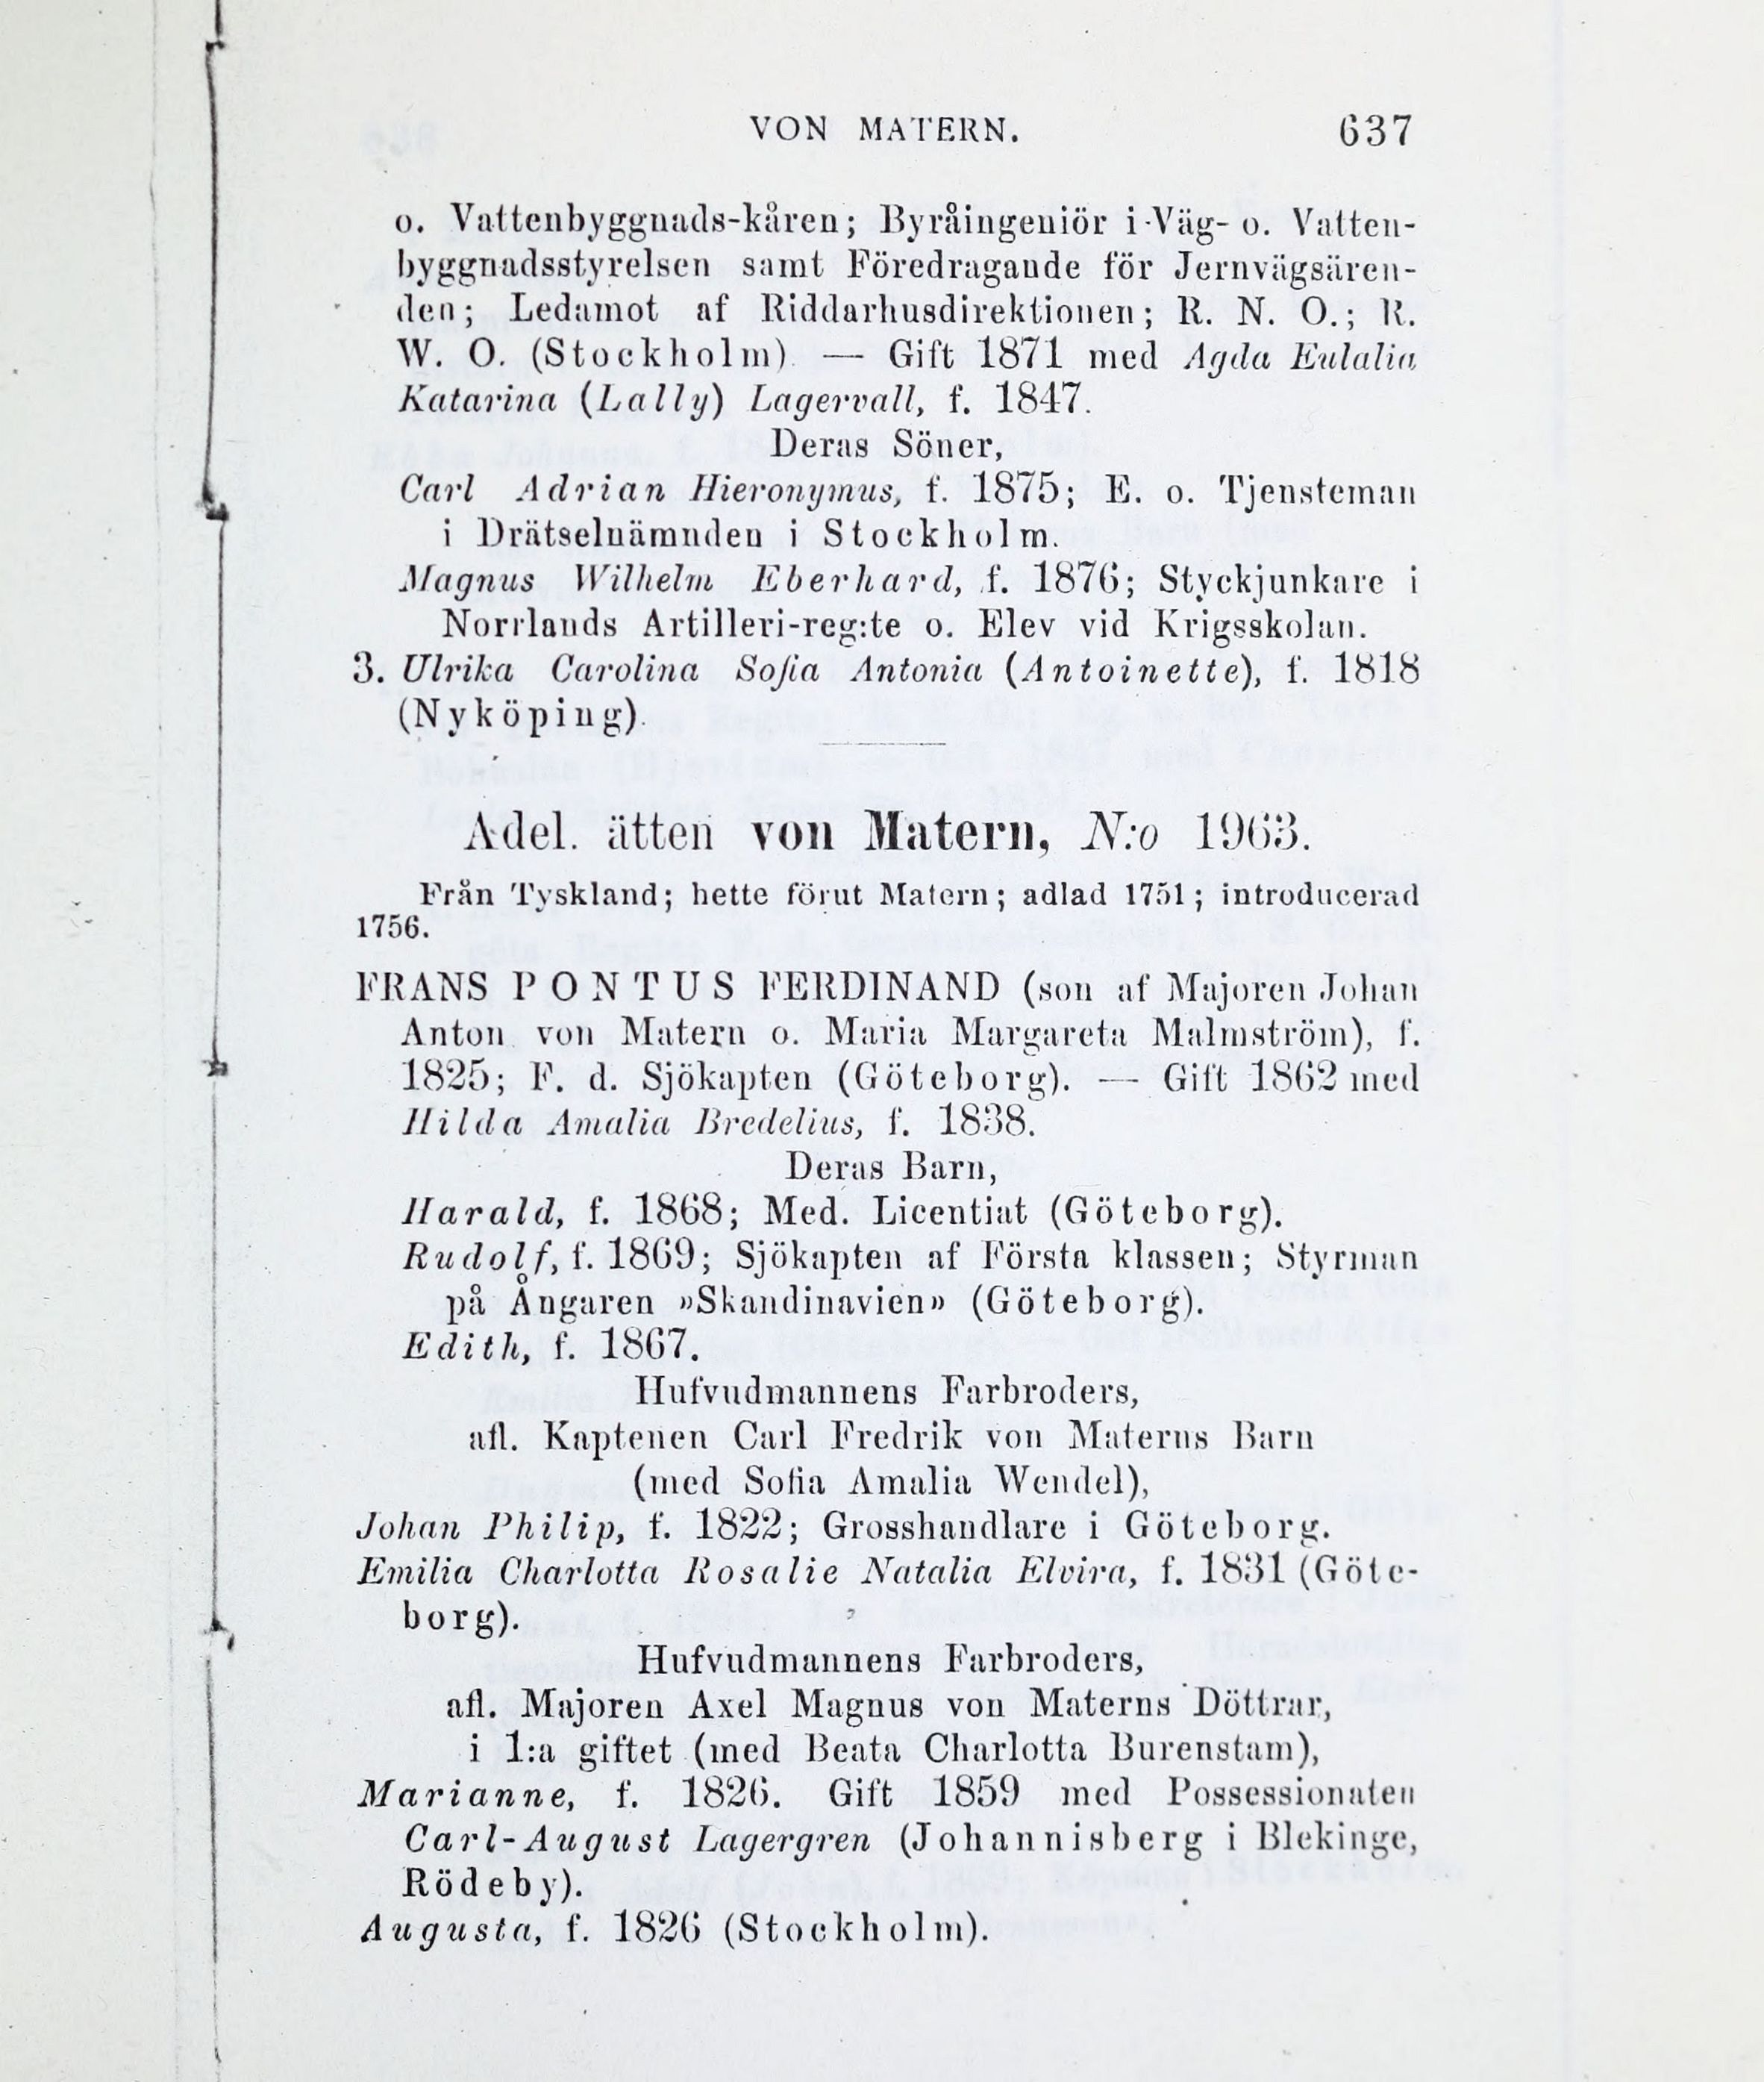 VON MATERN. 637
o. Vattenbyggnads-kåren; Byråingeniör i Väg- o. Vatten-
byggnadsstyrelsen samt Föredragande för Jernvägsären-
den; Ledamot af Riddarhusdirektionen; R. N. O.; R.
W. O. (Stockholm). — Gift 1871 med Agda Eulalia
Katarina (Lally) Lagervall, f. 1847.
Deras Söner,
Carl Adrian Hieronymus, f. 1875; E. o. Tjensteman
i Drätselnämnden i Stockholm.
Magnus Wilhelm Eberhard, f. 1876; Styckjunkare i
Norrlands Artilleri-reg:te o. Elev vid Krigsskolan.
3. Ulrika Carolina Sofia Antonia (Antoinette), f. 1818
(Nyköping).
Adel. ätten von Matern, N:o 1963.
Från Tyskland; hette förut Matern; adlad 1751; introducerad
1756.
FRANS PONTUS FERDINAND (son af Majoren Johan
Anton von Matern o. Maria Margareta Malmström), f.
1825; F. d. Sjökapten (Göteborg). — Gift 1862 med
Hilda Amalia Bredelius, f. 1838.
Deras Barn,
Harald, f. 1868; Med. Licentiat (Göteborg).
Rudolf, f. 1869; Sjökapten af Första klassen; Styrman
på Ångaren »Skandinavien» (Göteborg).
Edith, f. 1867.
Hufvudmannens Farbroders,
afl. Kaptenen Carl Fredrik von Materns Barn
(med Sofia Amalia Wendel),
Johan Philip, f. 1822; Grosshandlare i Göteborg.
Emilia Charlotta Rosalie Natalia Elvira, f. 1831 (Göte-
borg).
Hufvudmannens Farbroders,
afl. Majoren Axel Magnus von Materns Döttrar,
i 1:a giftet (med Beata Charlotta Burenstam),
Marianne, f. 1826. Gift 1859 med Possessionaten
Carl-August Lagergren (Johannisberg i Blekinge,
Rödeby).
Augusta, f. 1826 (Stockholm).